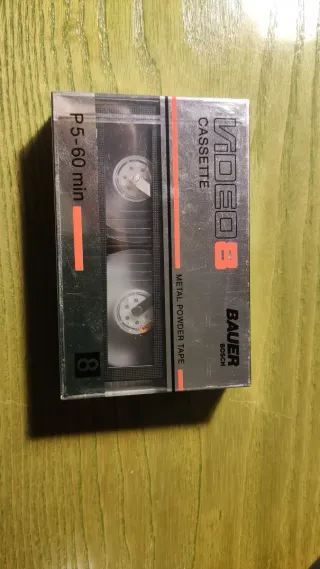 VIDEO 8
CASSETTE
BAUER
BOSCH
METAL POWDER TAPE
P5-60 min
8